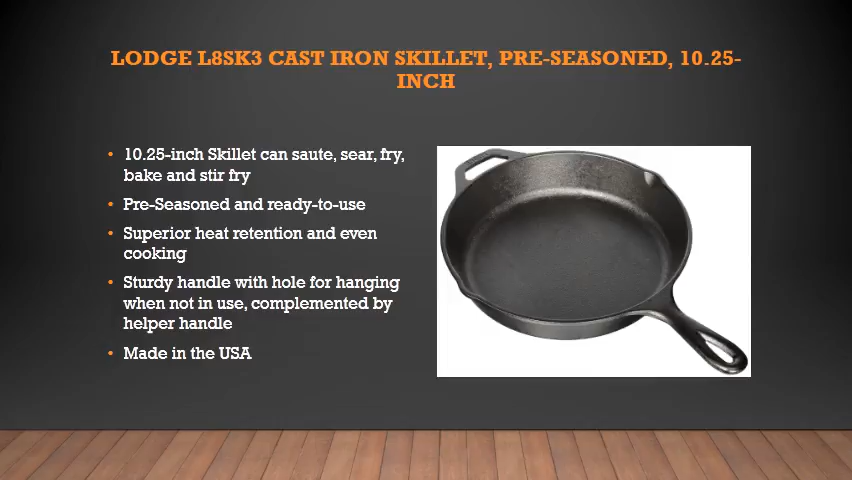 LODGE L8SK3 CAST IRON SKILLET, PRE-SEASONED, 10.25-
INCH
• 10.25-inch Skillet can saute, sear, fry,
bake and stir fry
• Pre-Seasoned and ready-to-use
• Superior heat retention and even
cooking
• Sturdy handle with hole for hanging
when not in use, complemented by
helper handle
• Made in the USA